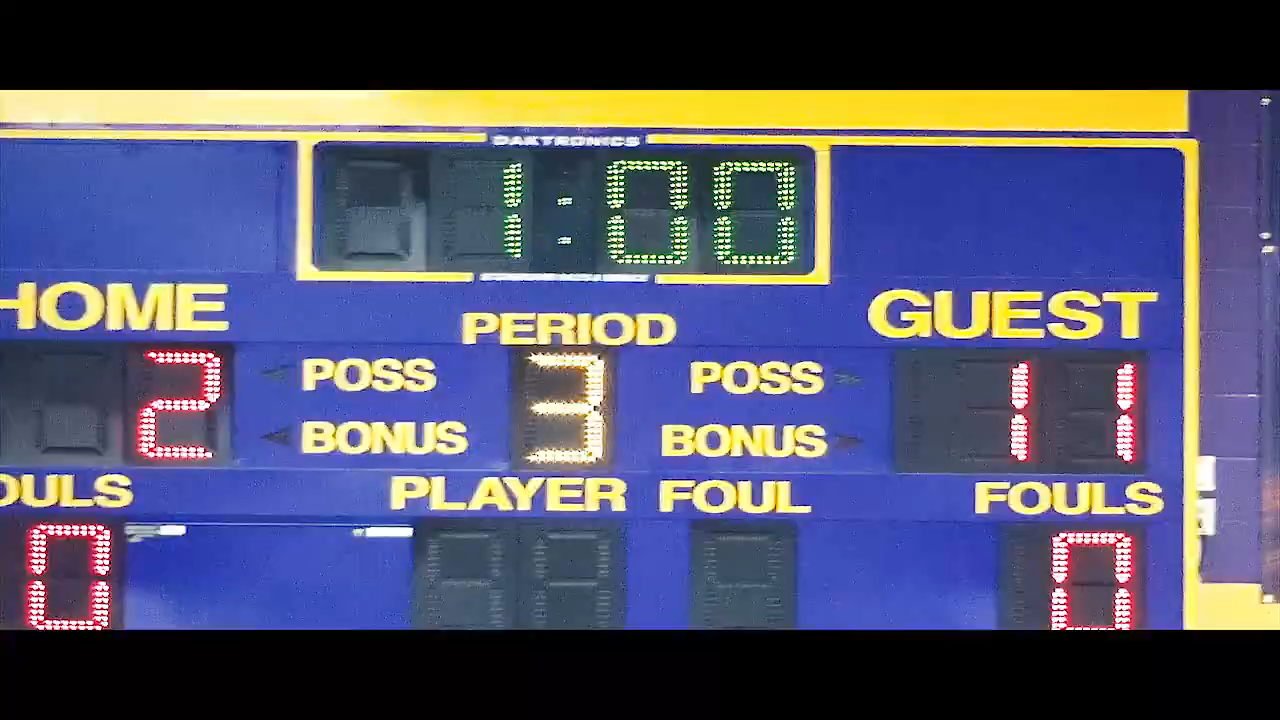 DAKTRONICS
1:00
HOME PERIOD GUEST
2 POSS 3 POSS 11
BONUS BONUS
OULS PLAYER FOUL FOULS
0 0